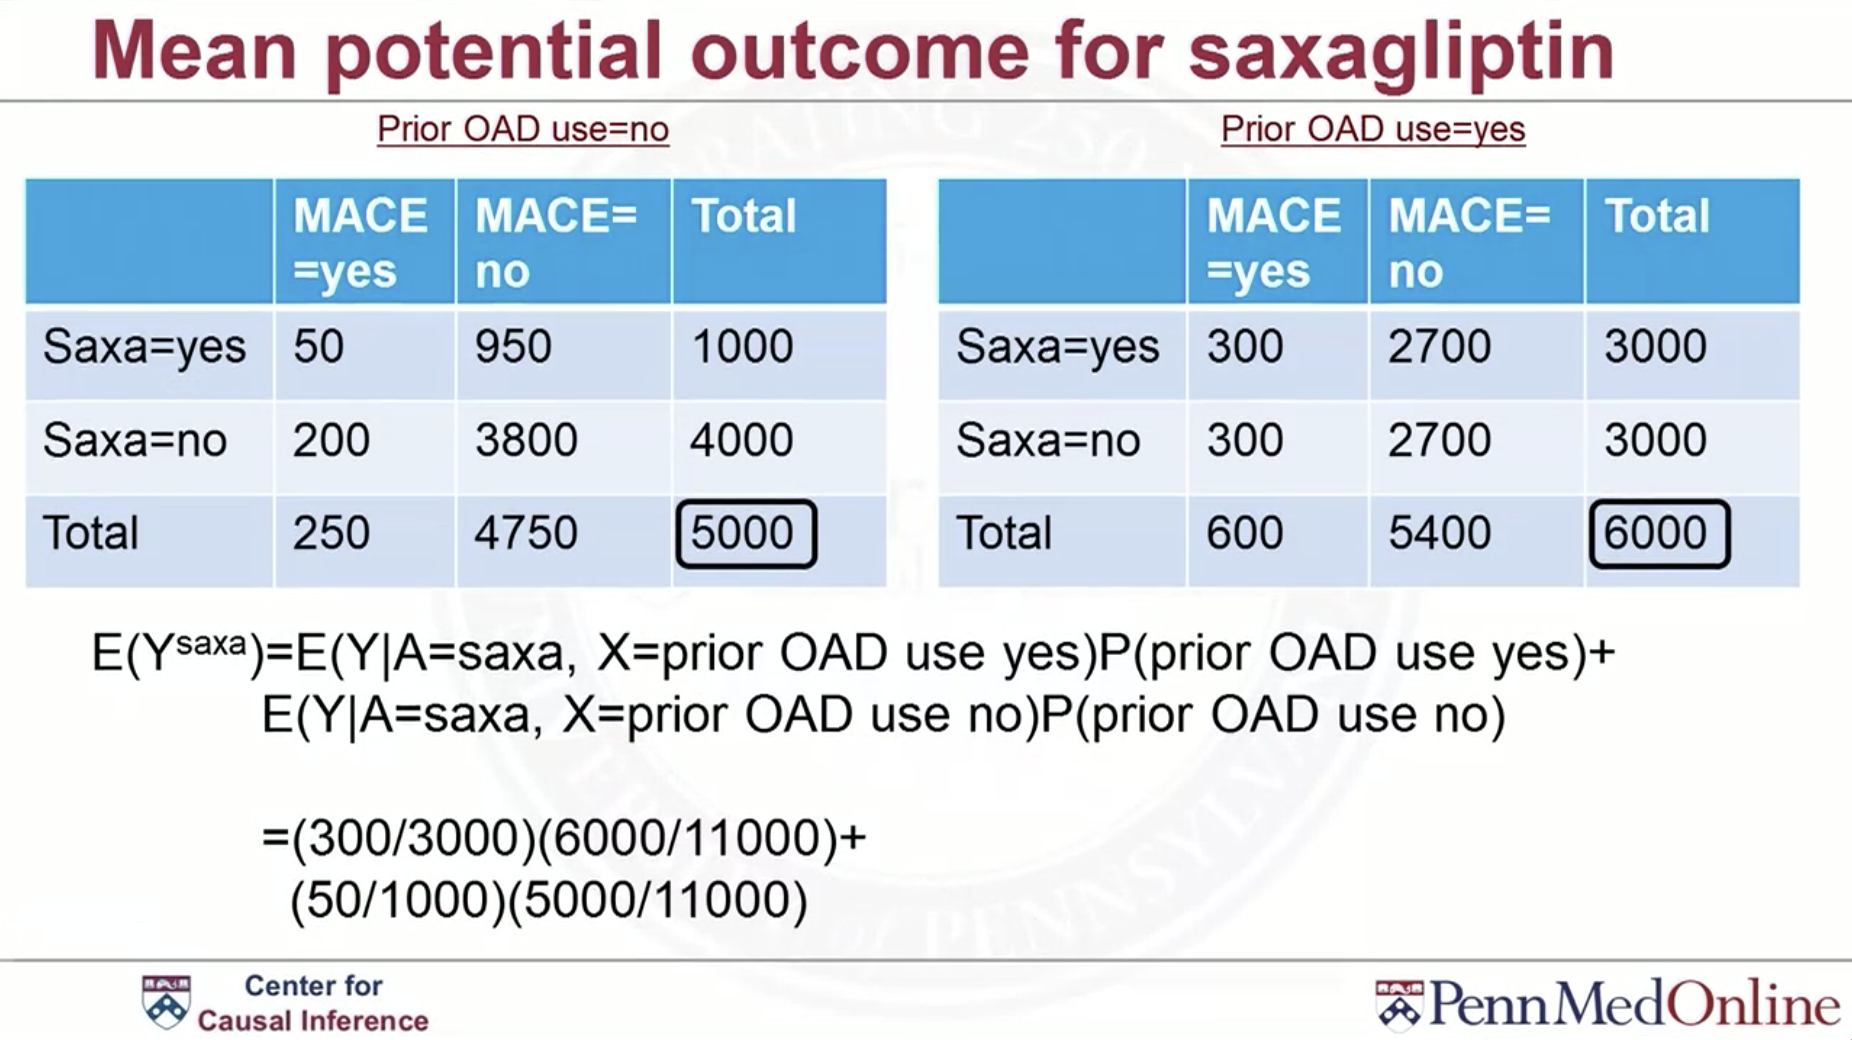 Mean potential outcome for saxagliptin
Prior OAD use=no
MACE =yes MACE= no Total
Saxa=yes 50 950 1000
Saxa=no 200 3800 4000
Total 250 4750 5000
Prior OAD use=yes
MACE =yes MACE= no Total
Saxa=yes 300 2700 3000
Saxa=no 300 2700 3000
Total 600 5400 6000
E(Yˢᵃˣᵃ)=E(Y|A=saxa, X=prior OAD use yes)P(prior OAD use yes)+
E(Y|A=saxa, X=prior OAD use no)P(prior OAD use no)
=(300/3000)(6000/11000)+
(50/1000)(5000/11000)
Center for
Causal Inference
PennMedOnline